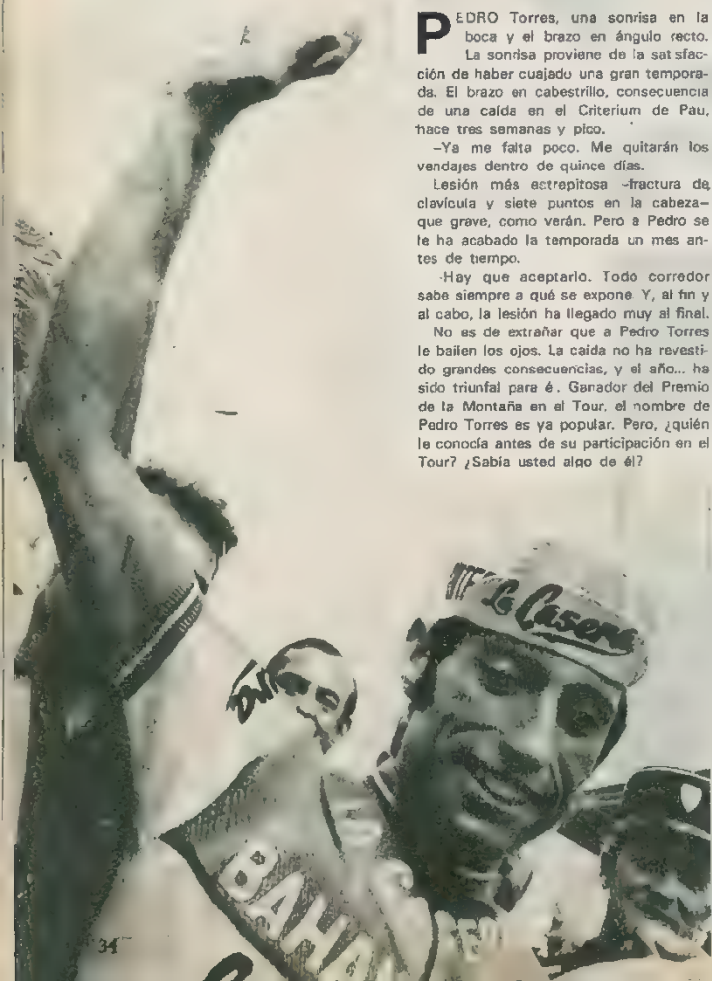 PEDRO Torres, una sonrisa en la
boca y el brazo en ángulo recto.
La sonrisa proviene de la satisfac-
ción de haber cuajado una gran tempora-
da. El brazo en cabestrillo, consecuencia
de una caída en el Criterium de Pau,
hace tres semanas y pico.
–Ya me falta poco. Me quitarán los
vendajes dentro de quince días.
Lesión más estrepitosa –fractura de
clavícula y siete puntos en la cabeza–
que grave, como verán. Pero a Pedro se
le ha acabado la temporada un mes an-
tes de tiempo.
-Hay que aceptarlo. Todo corredor
sabe siempre a qué se expone. Y, al fin y
al cabo, la lesión ha llegado muy al final.
No es de extrañar que a Pedro Torres
le bailen los ojos. La caída no ha revesti-
do grandes consecuencias, y el año... ha
sido triunfal para é. Ganador del Premio
de la Montaña en el Tour, el nombre de
Pedro Torres es ya popular. Pero, ¿quién
le conocía antes de su participación en el
Tour? ¿Sabía usted algo de él?
La Casera
BAHA
34